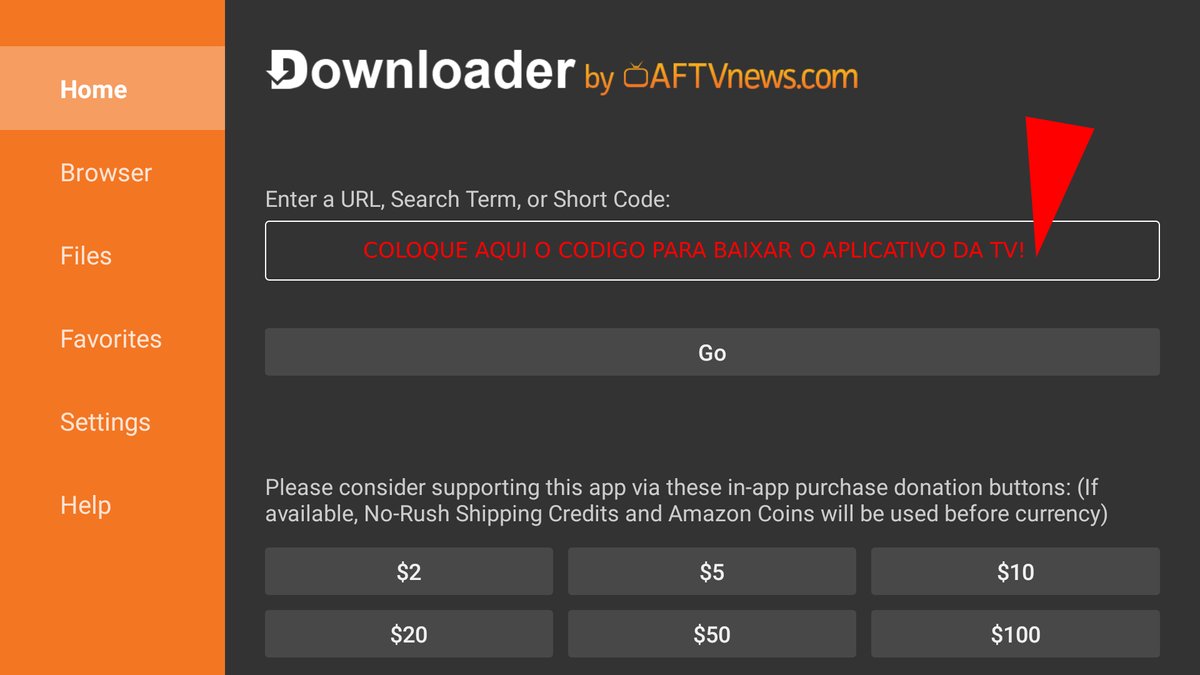 Home
Browser
Files
Favorites
Settings
Help
Downloader by AFTVnews.com
Enter a URL, Search Term, or Short Code:
COLOQUE AQUI O CODIGO PARA BAIXAR O APLICATIVO DA TV!
Go
Please consider supporting this app via these in-app purchase donation buttons: (If
available, No-Rush Shipping Credits and Amazon Coins will be used before currency)
$2 $5 $10
$20 $50 $100